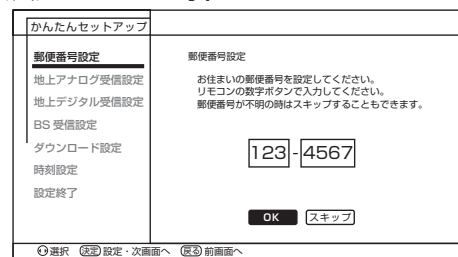 かんたんセットアップ
郵便番号設定
地上アナログ受信設定
地上デジタル受信設定
BS 受信設定
ダウンロード設定
時刻設定
設定終了
郵便番号設定
お住まいの郵便番号を設定してください。
リモコンの数字ボタンで入力してください。
郵便番号が不明の時はスキップすることもできます。
123-4567
OK スキップ
選択 決定 設定・次画面へ 戻る 前画面へ